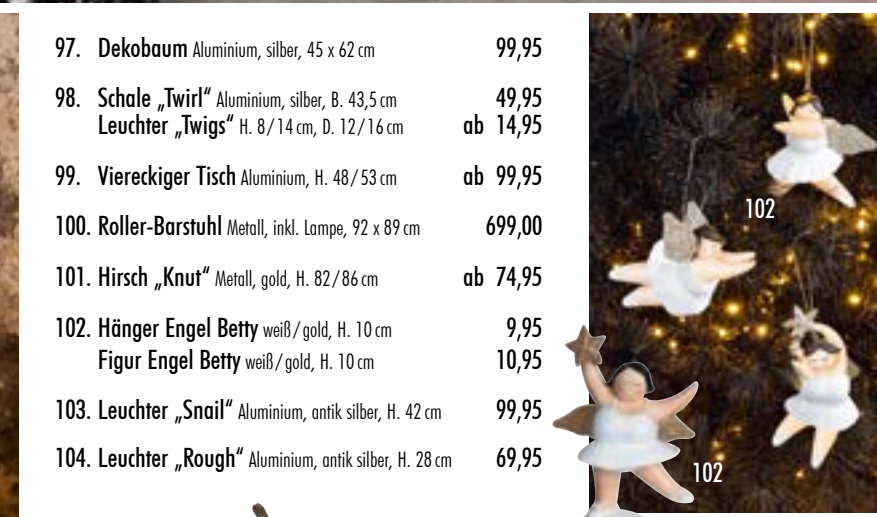 97. Dekobaum Aluminium, silber, 45 x 62 cm 99,95
98. Schale „Twirl“ Aluminium, silber, B. 43,5 cm 49,95
Leuchter „Twigs“ H. 8/14 cm, D. 12/16 cm ab 14,95
99. Viereckiger Tisch Aluminium, H. 48/53 cm ab 99,95
100. Roller-Barstuhl Metall, inkl. Lampe, 92 x 89 cm 699,00
101. Hirsch „Knut“ Metall, gold, H. 82/86 cm ab 74,95
102. Hänger Engel Betty weiß/gold, H. 10 cm 9,95
Figur Engel Betty weiß/gold, H. 10 cm 10,95
103. Leuchter „Snail“ Aluminium, antik silber, H. 42 cm 99,95
104. Leuchter „Rough“ Aluminium, antik silber, H. 28 cm 69,95
102
102